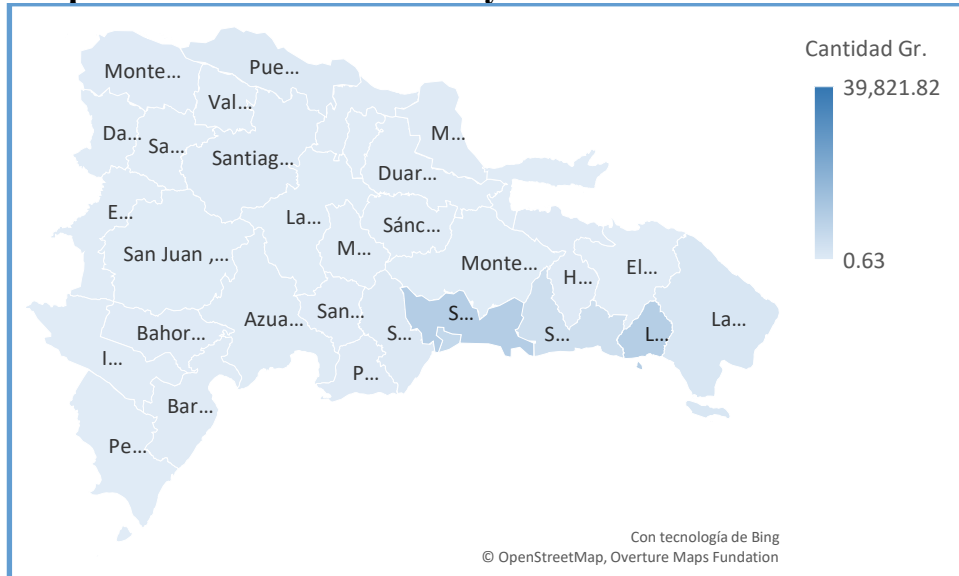 Cantidad Gr.
39,821.82
0.63
Monte...
Pue...
Val...
Da...
Sa...
M...
Santiag...
Duar...
E...
La...
Sánc...
San Juan ,...
M...
Monte...
H...
El...
Azua...
San...
S...
S...
S...
L...
La...
Bahor...
I...
P...
Bar...
Pe...
Con tecnología de Bing
© OpenStreetMap, Overture Maps Fundation